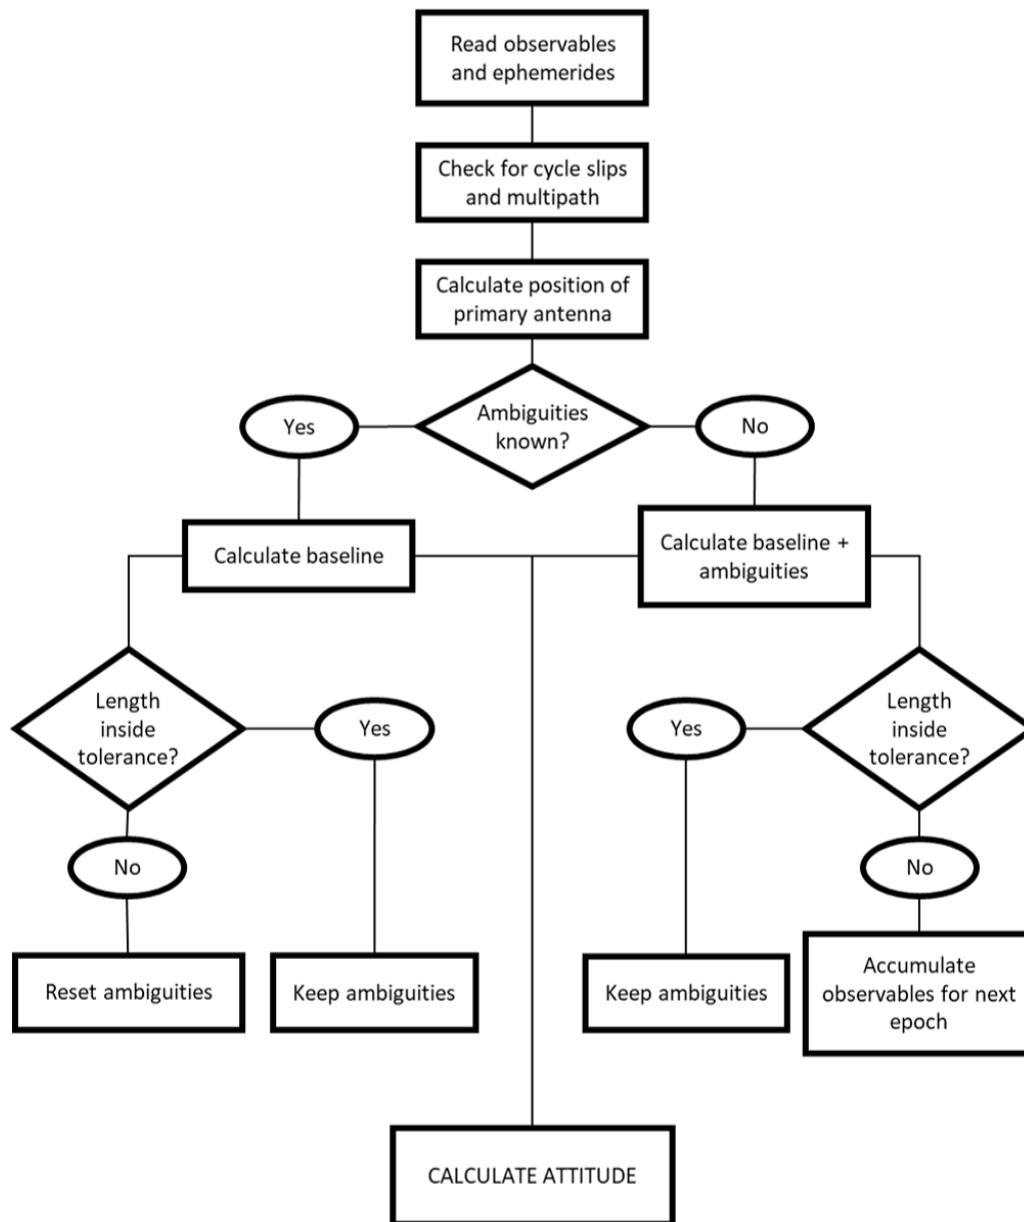 Read observables
and ephemerides
Check for cycle slips
and multipath
Calculate position of
primary antenna
Ambiguities
known?
Yes
No
Calculate baseline
Calculate baseline +
ambiguities
Length
inside
tolerance?
Yes
Yes
Length
inside
tolerance?
No
No
Reset ambiguities
Keep ambiguities
Keep ambiguities
Accumulate
observables for next
epoch
CALCULATE ATTITUDE